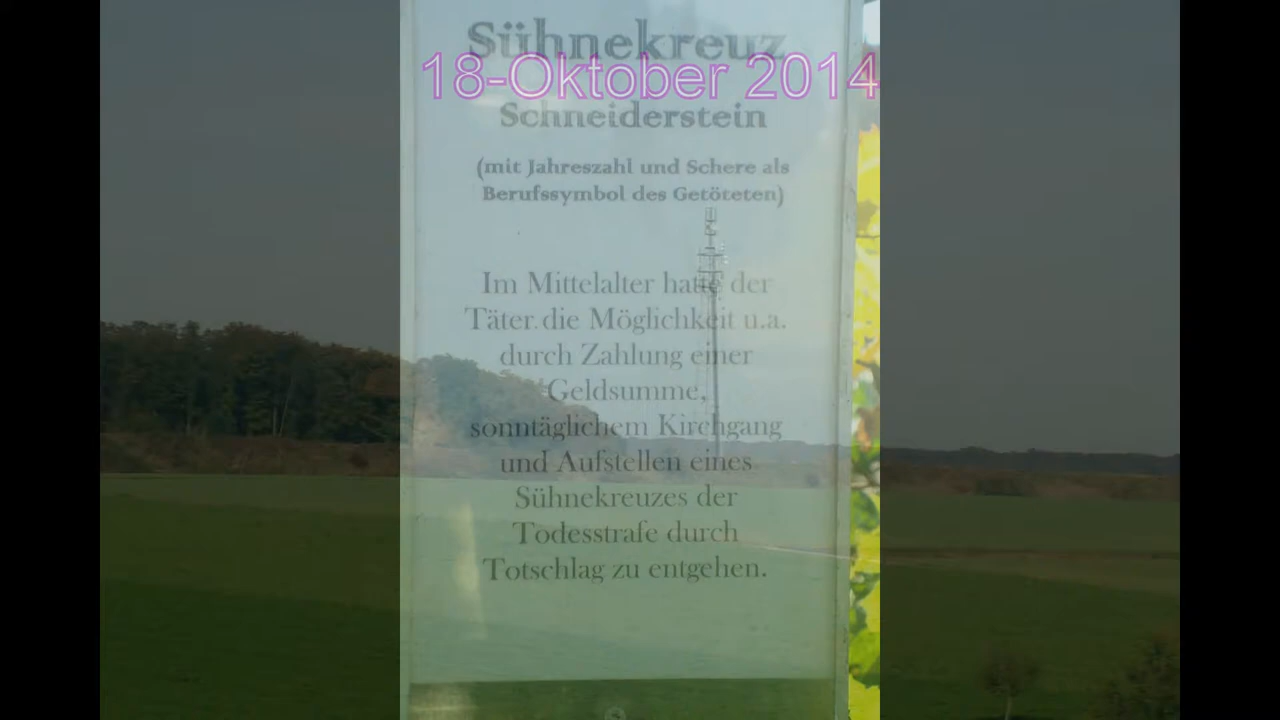 Sühnekreuz
18-Oktober 2014
Schneiderstein
(mit Jahreszahl und Schere als
Berufssymbol des Getöteten)
Im Mittelalter hatte der
Täter die Möglichkeit u.a.
durch Zahlung einer
Geldsumme,
sonntäglichem Kirchgang
und Aufstellen eines
Sühnekreuzes der
Todesstrafe durch
Totschlag zu entgehen.